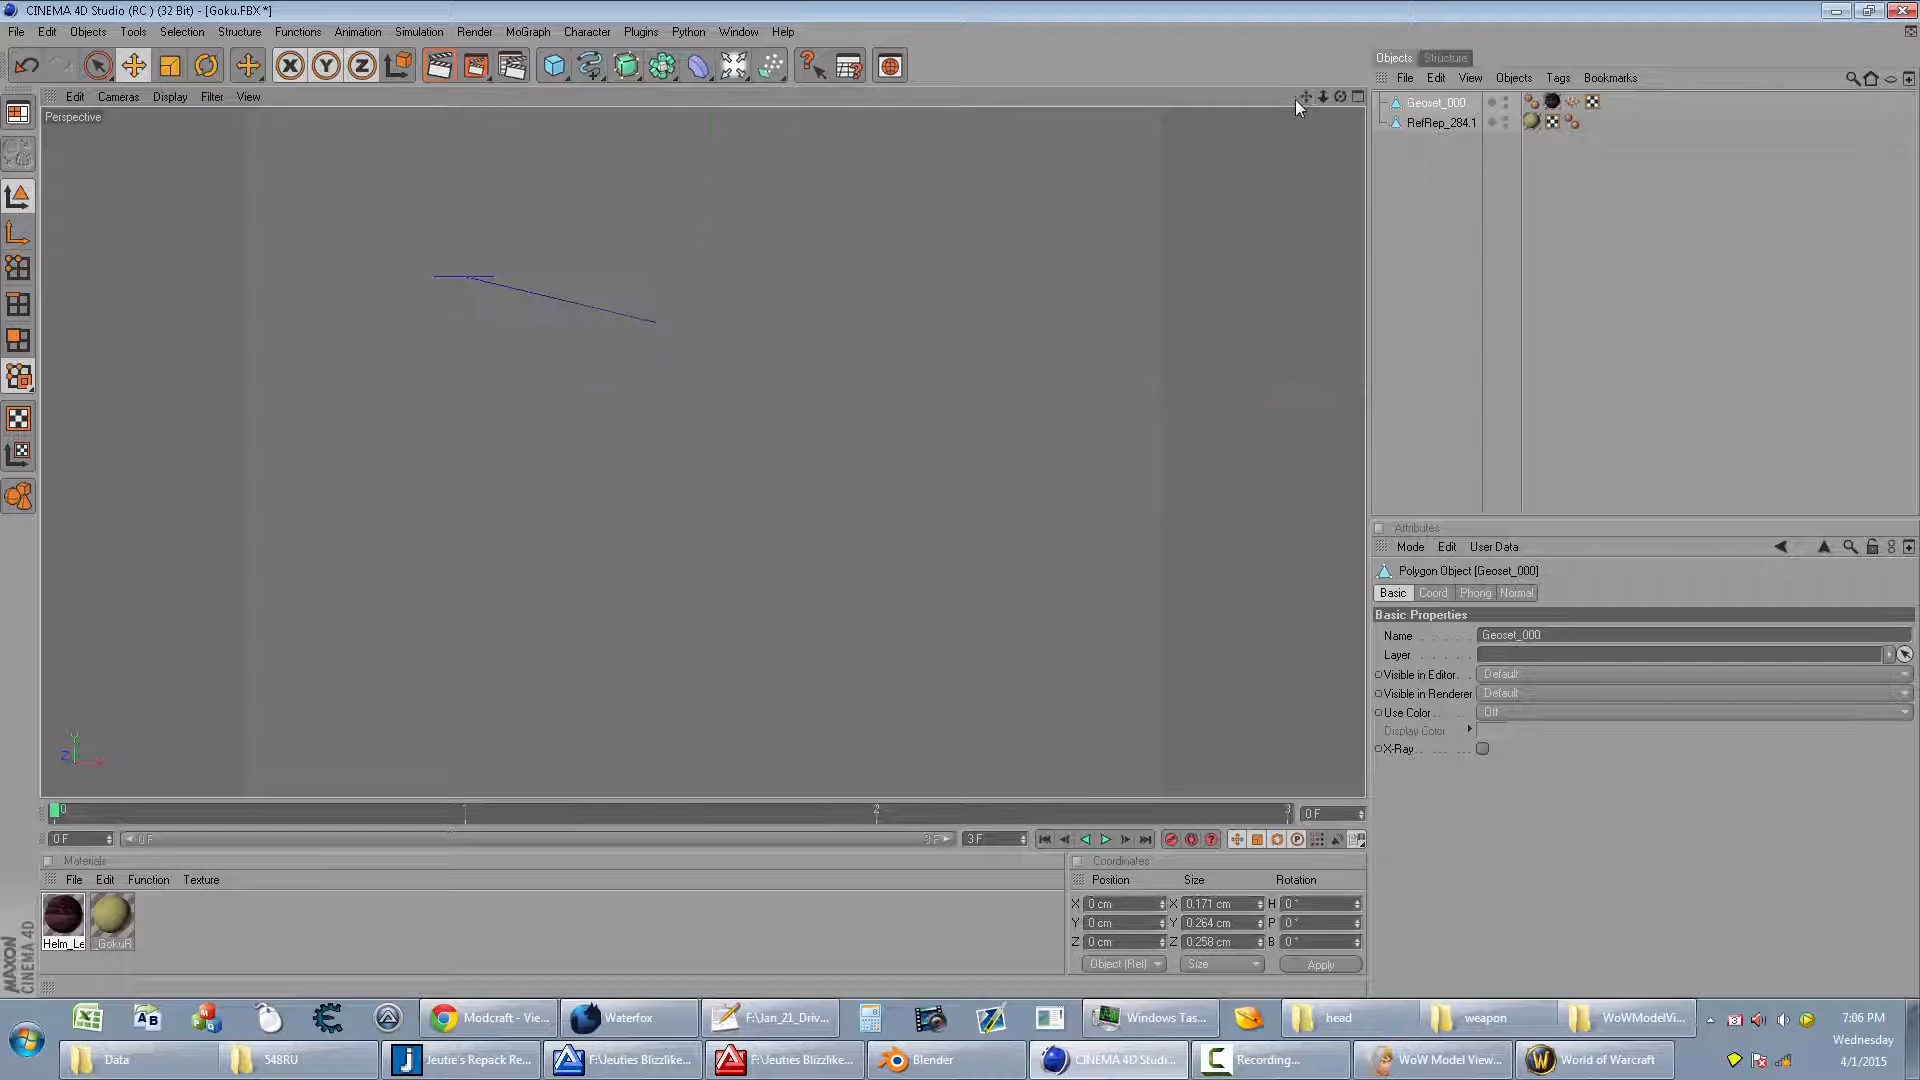 CINEMA 4D Studio (RC ) (32 Bit) - [Goku.FBX *]
File Edit Objects Tools Selection Structure Functions Animation Simulation Render MoGraph Character Plugins Python Window Help
Objects Structure
File Edit View Objects Tags Bookmarks
Edit Cameras Display Filter View
Perspective
Geoset_000
RefRep_284.1
Attributes
Mode Edit User Data
Polygon Object [Geoset_000]
Basic Coord Phong Normal
Basic Properties
Name Geoset_000
Layer
Visible in Editor Default
Visible in Renderer Default
Use Color Off
Display Color
X-Ray
Y
Z X
0 1 2 3 0 F
0 F 0 F 3 F 3 F
Materials
File Edit Function Texture
Helm_Le _GokuR
Coordinates
Position Size Rotation
X 0 cm X 0.171 cm H 0 °
Y 0 cm Y 0.264 cm P 0 °
Z 0 cm Z 0.258 cm B 0 °
Object (Rel) Size Apply
MAXON
CINEMA 4D
Modcraft - Vie... Waterfox F:\Jan_21_Driv... Windows Tas... head weapon WoWModelVi...
Data 548RU Jeutie's Repack Re... F:\Jeuties Blizzlike... F:\Jeuties Blizzlike... Blender CINEMA 4D Studi... Recording... WoW Model View... World of Warcraft
7:06 PM
Wednesday
4/1/2015